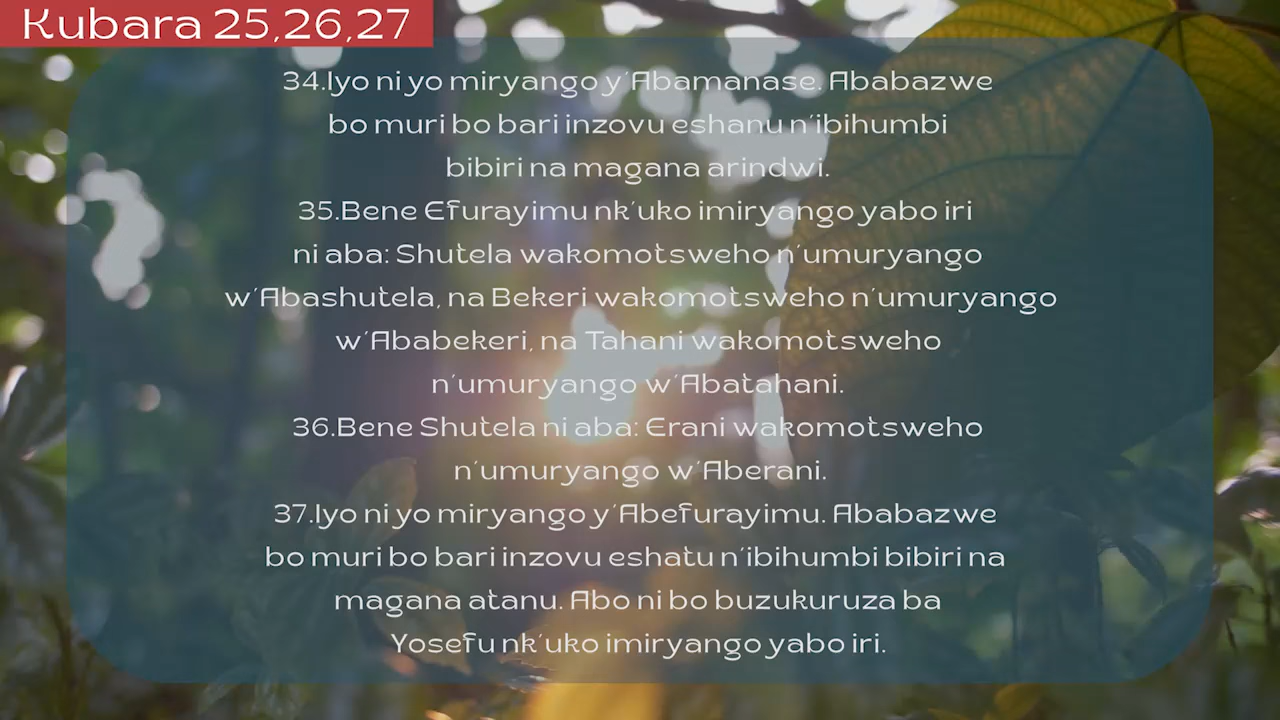 Kubara 25,26,27
34.Iyo ni yo miryango y'Abamanase. Ababazwe
bo muri bo bari inzovu eshanu n'ibihumbi
bibiri na magana arindwi.
35.Bene Efurayimu nk'uko imiryango yabo iri
ni aba: Shutela wakomotsweho n'umuryango
w'Abashutela, na Bekeri wakomotsweho n'umuryango
w'Ababekeri, na Tahani wakomotsweho
n'umuryango w'Abatahani.
36.Bene Shutela ni aba: Erani wakomotsweho
n'umuryango w'Aberani.
37.Iyo ni yo miryango y'Abefurayimu. Ababazwe
bo muri bo bari inzovu eshatu n'ibihumbi bibiri na
magana atanu. Abo ni bo buzukuruza ba
Yosefu nk'uko imiryango yabo iri.